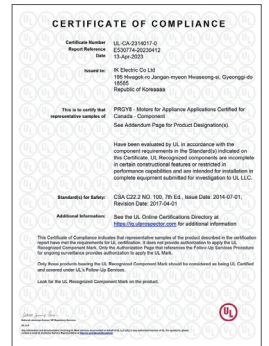 CERTIFICATE OF COMPLIANCE
Certificate Number UL-CA-2314017-0
Report Reference E530774-20230412
Date 13-Apr-2023
Issued to: IK Electric Co Ltd
195 Hwagok-ro Jangan-myeon Hwaseong-si, Gyeonggi-do
18585
Republic of Koreasas
This is to certify that PRGY8 - Motors for Appliance Applications Certified for
representative samples of Canada - Component
See Addendum Page for Product Designation(s).
Have been evaluated by UL in accordance with the
component requirements in the Standard(s) indicated on
this Certificate. UL Recognized components are incomplete
in certain constructional features or restricted in
performance capabilities and are intended for installation in
complete equipment submitted for investigation to UL LLC.
Standard(s) for Safety: CSA C22.2 NO. 100, 7th Ed., Issue Date: 2014-07-01,
Revision Date: 2017-04-01
Additional Information: See the UL Online Certifications Directory at
https://iq.ulprospector.com for additional information
This Certificate of Compliance indicates that representative samples of the product described in the certification
report have met the requirements for UL certification. It does not provide authorization to apply the UL
Recognized Component Mark. Only the Authorization Page that references the Follow-Up Services Procedure
for ongoing surveillance provides authorization to apply the UL Mark.
Only those products bearing the UL Recognized Component Mark should be considered as being UL Certified
and covered under UL's Follow-Up Services.
Look for the UL Recognized Component Mark on the product.
UL